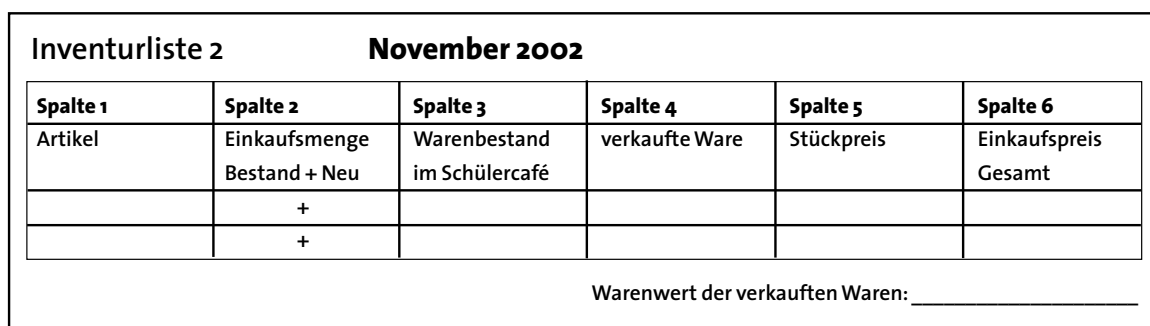 Inventurliste 2 November 2002
Spalte 1 Spalte 2 Spalte 3 Spalte 4 Spalte 5 Spalte 6
Artikel Einkaufsmenge Warenbestand verkaufte Ware Stückpreis Einkaufspreis
Bestand + Neu im Schülercafé Gesamt
+
+
Warenwert der verkauften Waren: ____________________